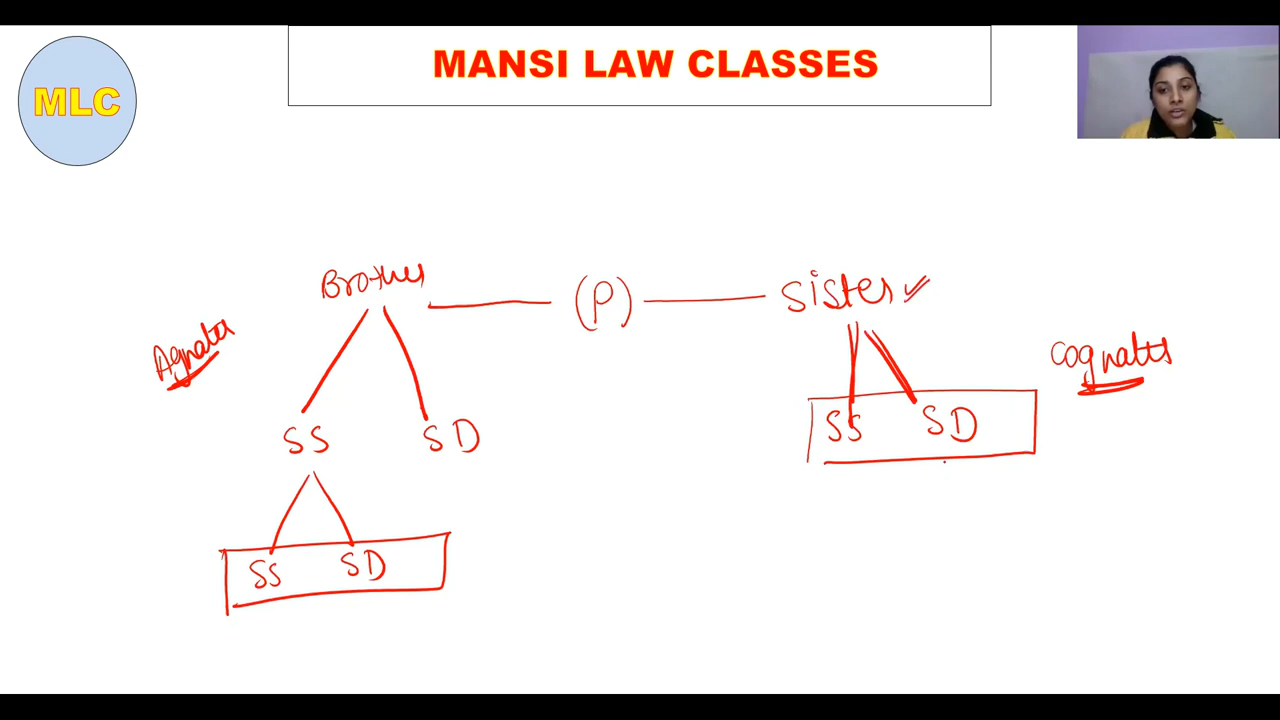 MLC
MANSI LAW CLASSES
Brother (P) Sister
Agnates
Cognates
SS SD
SS SD
SS SD